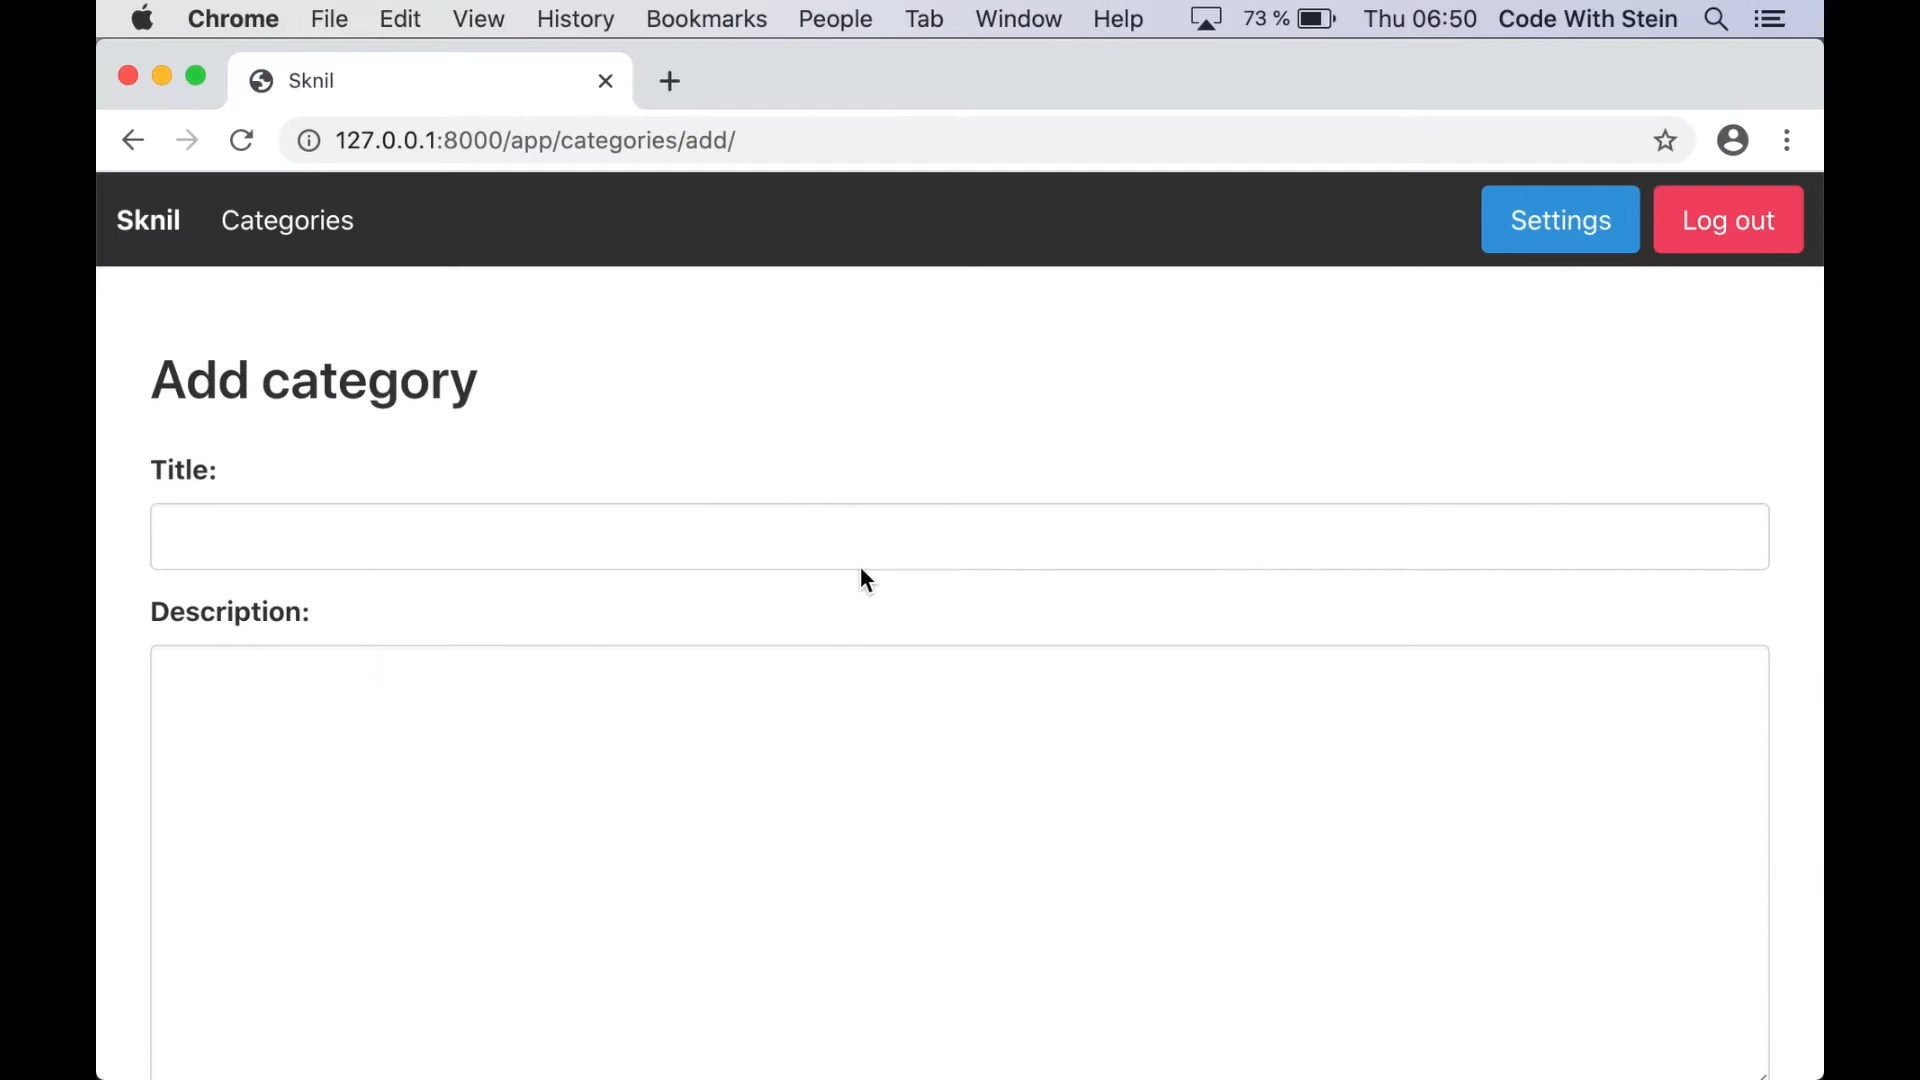 Chrome File Edit View History Bookmarks People Tab Window Help 73 % Thu 06:50 Code With Stein
Sknil
127.0.0.1:8000/app/categories/add/
Sknil Categories Settings Log out
Add category
Title:
Description: